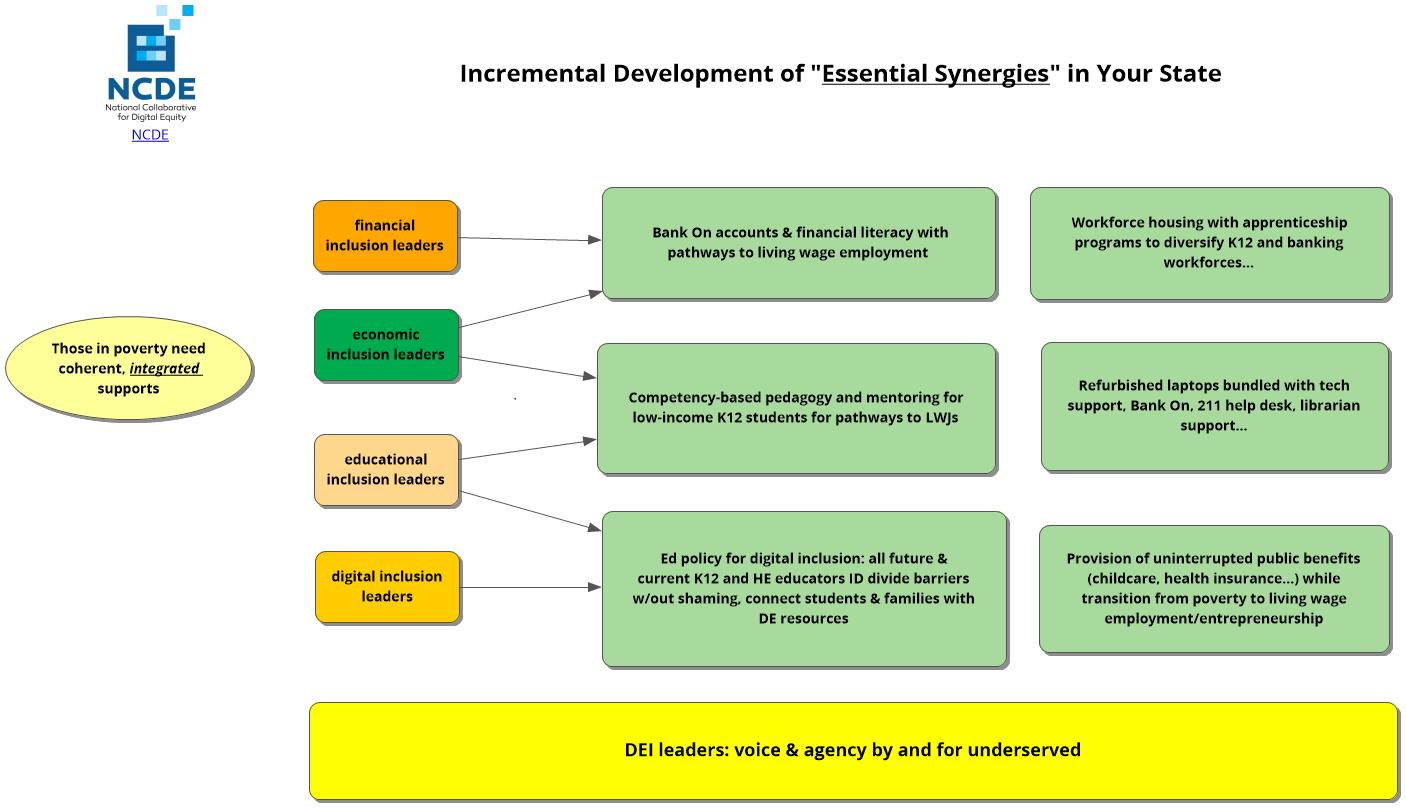 NCDE
National Collaborative
for Digital Equity
NCDE
Incremental Development of "Essential Synergies" in Your State
Those in poverty need
coherent, integrated
supports
financial
inclusion leaders
economic
inclusion leaders
educational
inclusion leaders
digital inclusion
leaders
Bank On accounts & financial literacy with
pathways to living wage employment
Competency-based pedagogy and mentoring for
low-income K12 students for pathways to LWJs
Ed policy for digital inclusion: all future &
current K12 and HE educators ID divide barriers
w/out shaming, connect students & families with
DE resources
Workforce housing with apprenticeship
programs to diversify K12 and banking
workforces...
Refurbished laptops bundled with tech
support, Bank On, 211 help desk, librarian
support...
Provision of uninterrupted public benefits
(childcare, health insurance...) while
transition from poverty to living wage
employment/entrepreneurship
DEI leaders: voice & agency by and for underserved